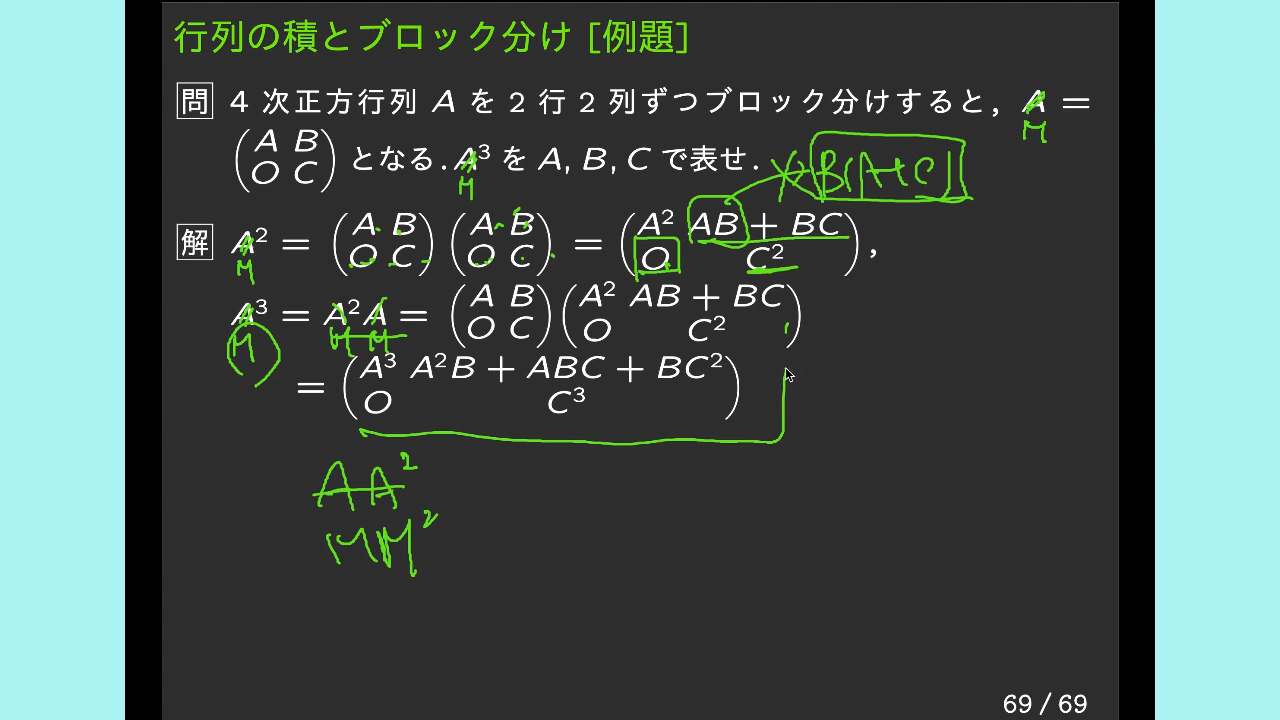 行列の積とブロック分け [例題]
問 4 次正方行列 A を 2 行 2 列ずつブロック分けすると, A =
M
(A B
O C) となる. A³ を A, B, C で表せ.
M
B(A+C)
解 A² = (A B
O C) (A B
O C) = (A² AB + BC
O C²),
M
A³ = A²A = (A B
O C) (A² AB + BC
O C²)
M M M
= (A³ A²B + ABC + BC²
O C³)
AA²
MM²
69 / 69